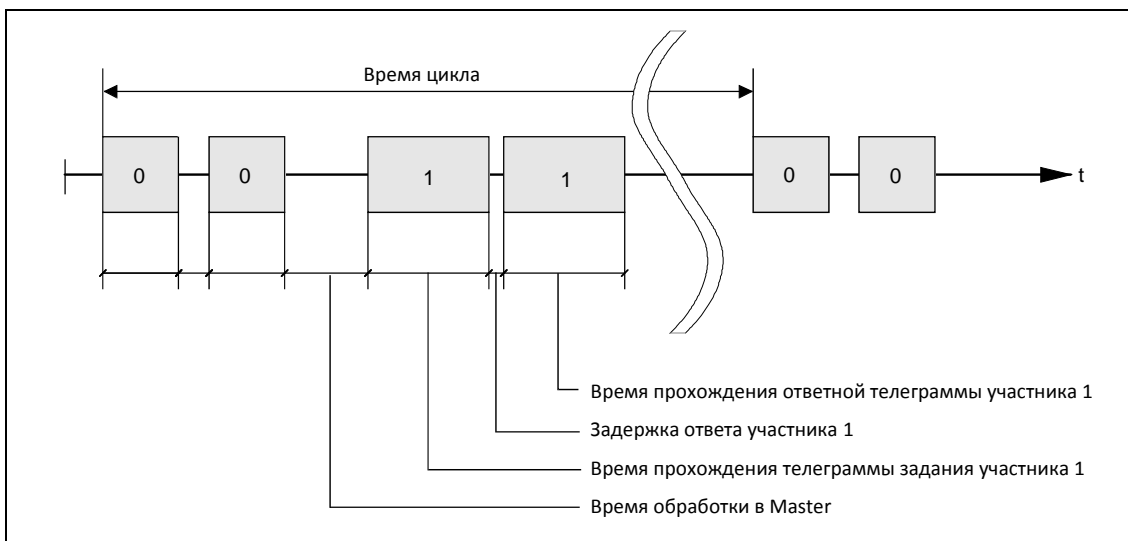 Время цикла
0
0
1
1
0
0
t
Время прохождения ответной телеграммы участника 1
Задержка ответа участника 1
Время прохождения телеграммы задания участника 1
Время обработки в Master